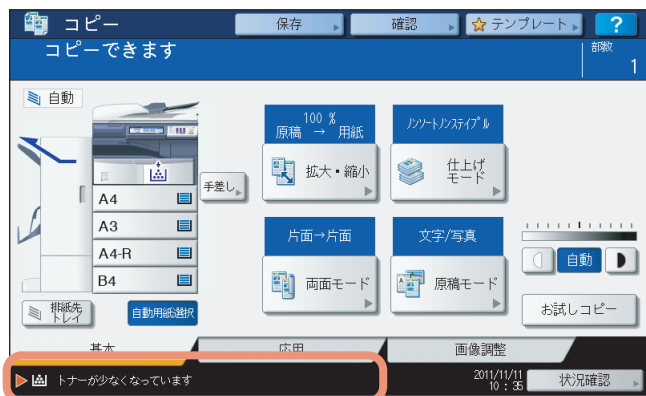 コピー
保存
確認
テンプレート
?
コピーできます
部数
1
自動
100 %
原稿 → 用紙
ノンソートノンステイプル
拡大・縮小
仕上げ
モード
手差し
A4
A3
A4-R
B4
片面→片面
文字/写真
両面モード
原稿モード
自動
排紙先
トレイ
自動用紙選択
お試しコピー
基本
応用
画像調整
トナーが少なくなっています
2011/11/11
10 : 35
状況確認